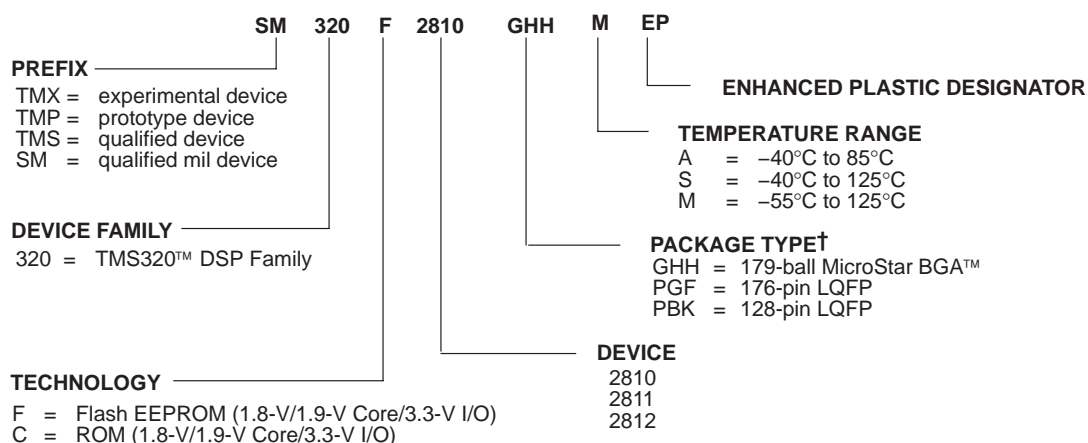 SM 320 F 2810 GHH M EP
PREFIX
TMX = experimental device
TMP = prototype device
TMS = qualified device
SM = qualified mil device
ENHANCED PLASTIC DESIGNATOR
TEMPERATURE RANGE
A = −40°C to 85°C
S = −40°C to 125°C
M = −55°C to 125°C
DEVICE FAMILY
320 = TMS320™ DSP Family
PACKAGE TYPE†
GHH = 179-ball MicroStar BGA™
PGF = 176-pin LQFP
PBK = 128-pin LQFP
DEVICE
2810
2811
2812
TECHNOLOGY
F = Flash EEPROM (1.8-V/1.9-V Core/3.3-V I/O)
C = ROM (1.8-V/1.9-V Core/3.3-V I/O)